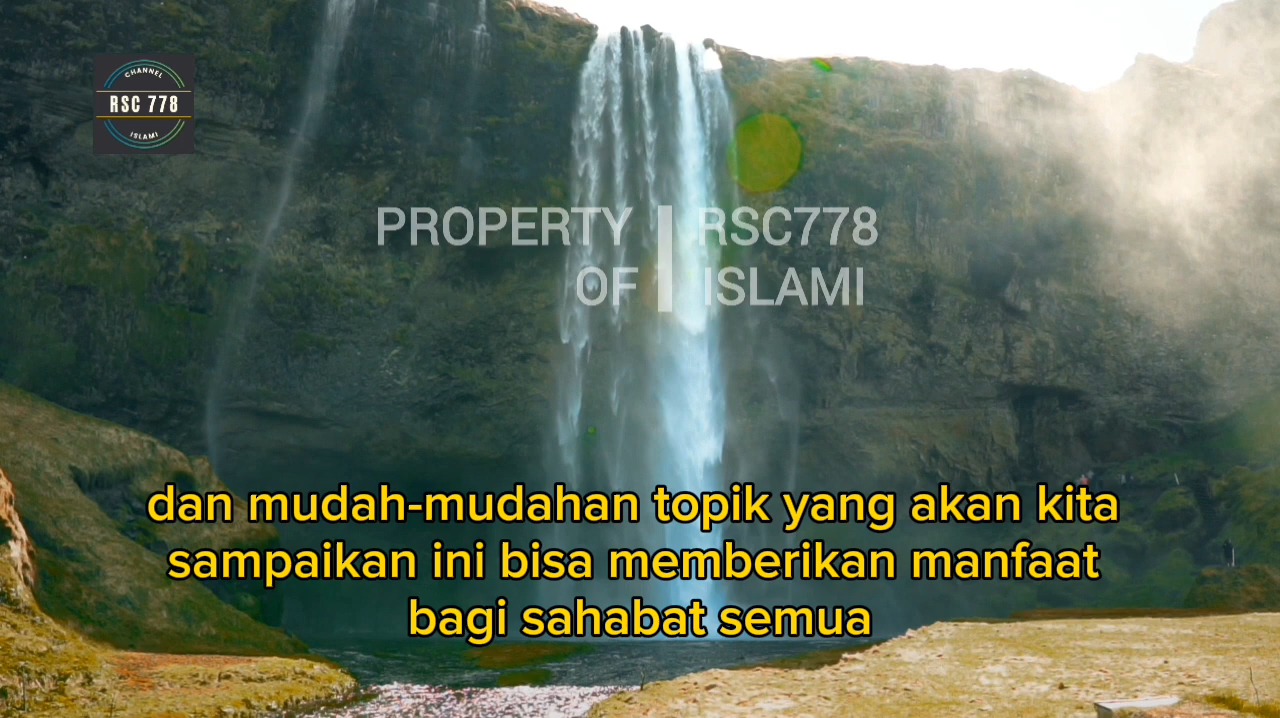 CHANNEL
RSC 778
ISLAMI
PROPERTY OF
RSC778 ISLAMI
dan mudah-mudahan topik yang akan kita
sampaikan ini bisa memberikan manfaat
bagi sahabat semua